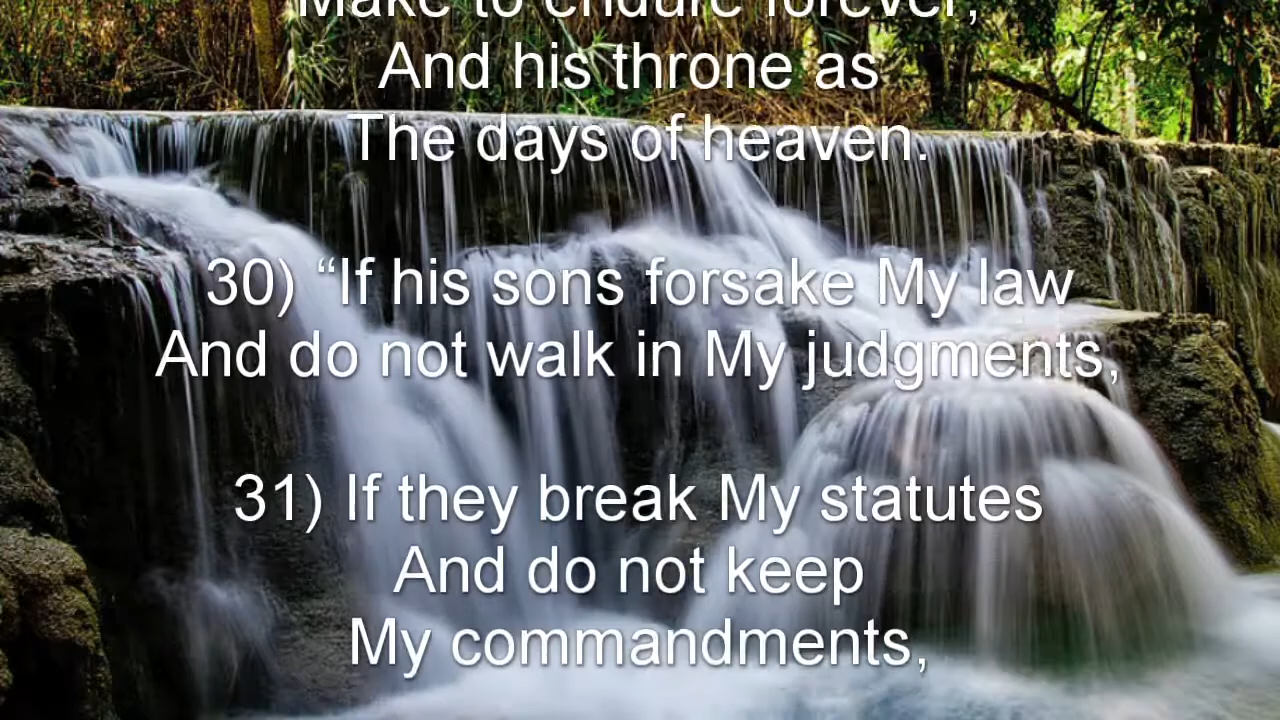 Make to endure forever,
And his throne as
The days of heaven.
30) “If his sons forsake My law
And do not walk in My judgments,
31) If they break My statutes
And do not keep
My commandments,